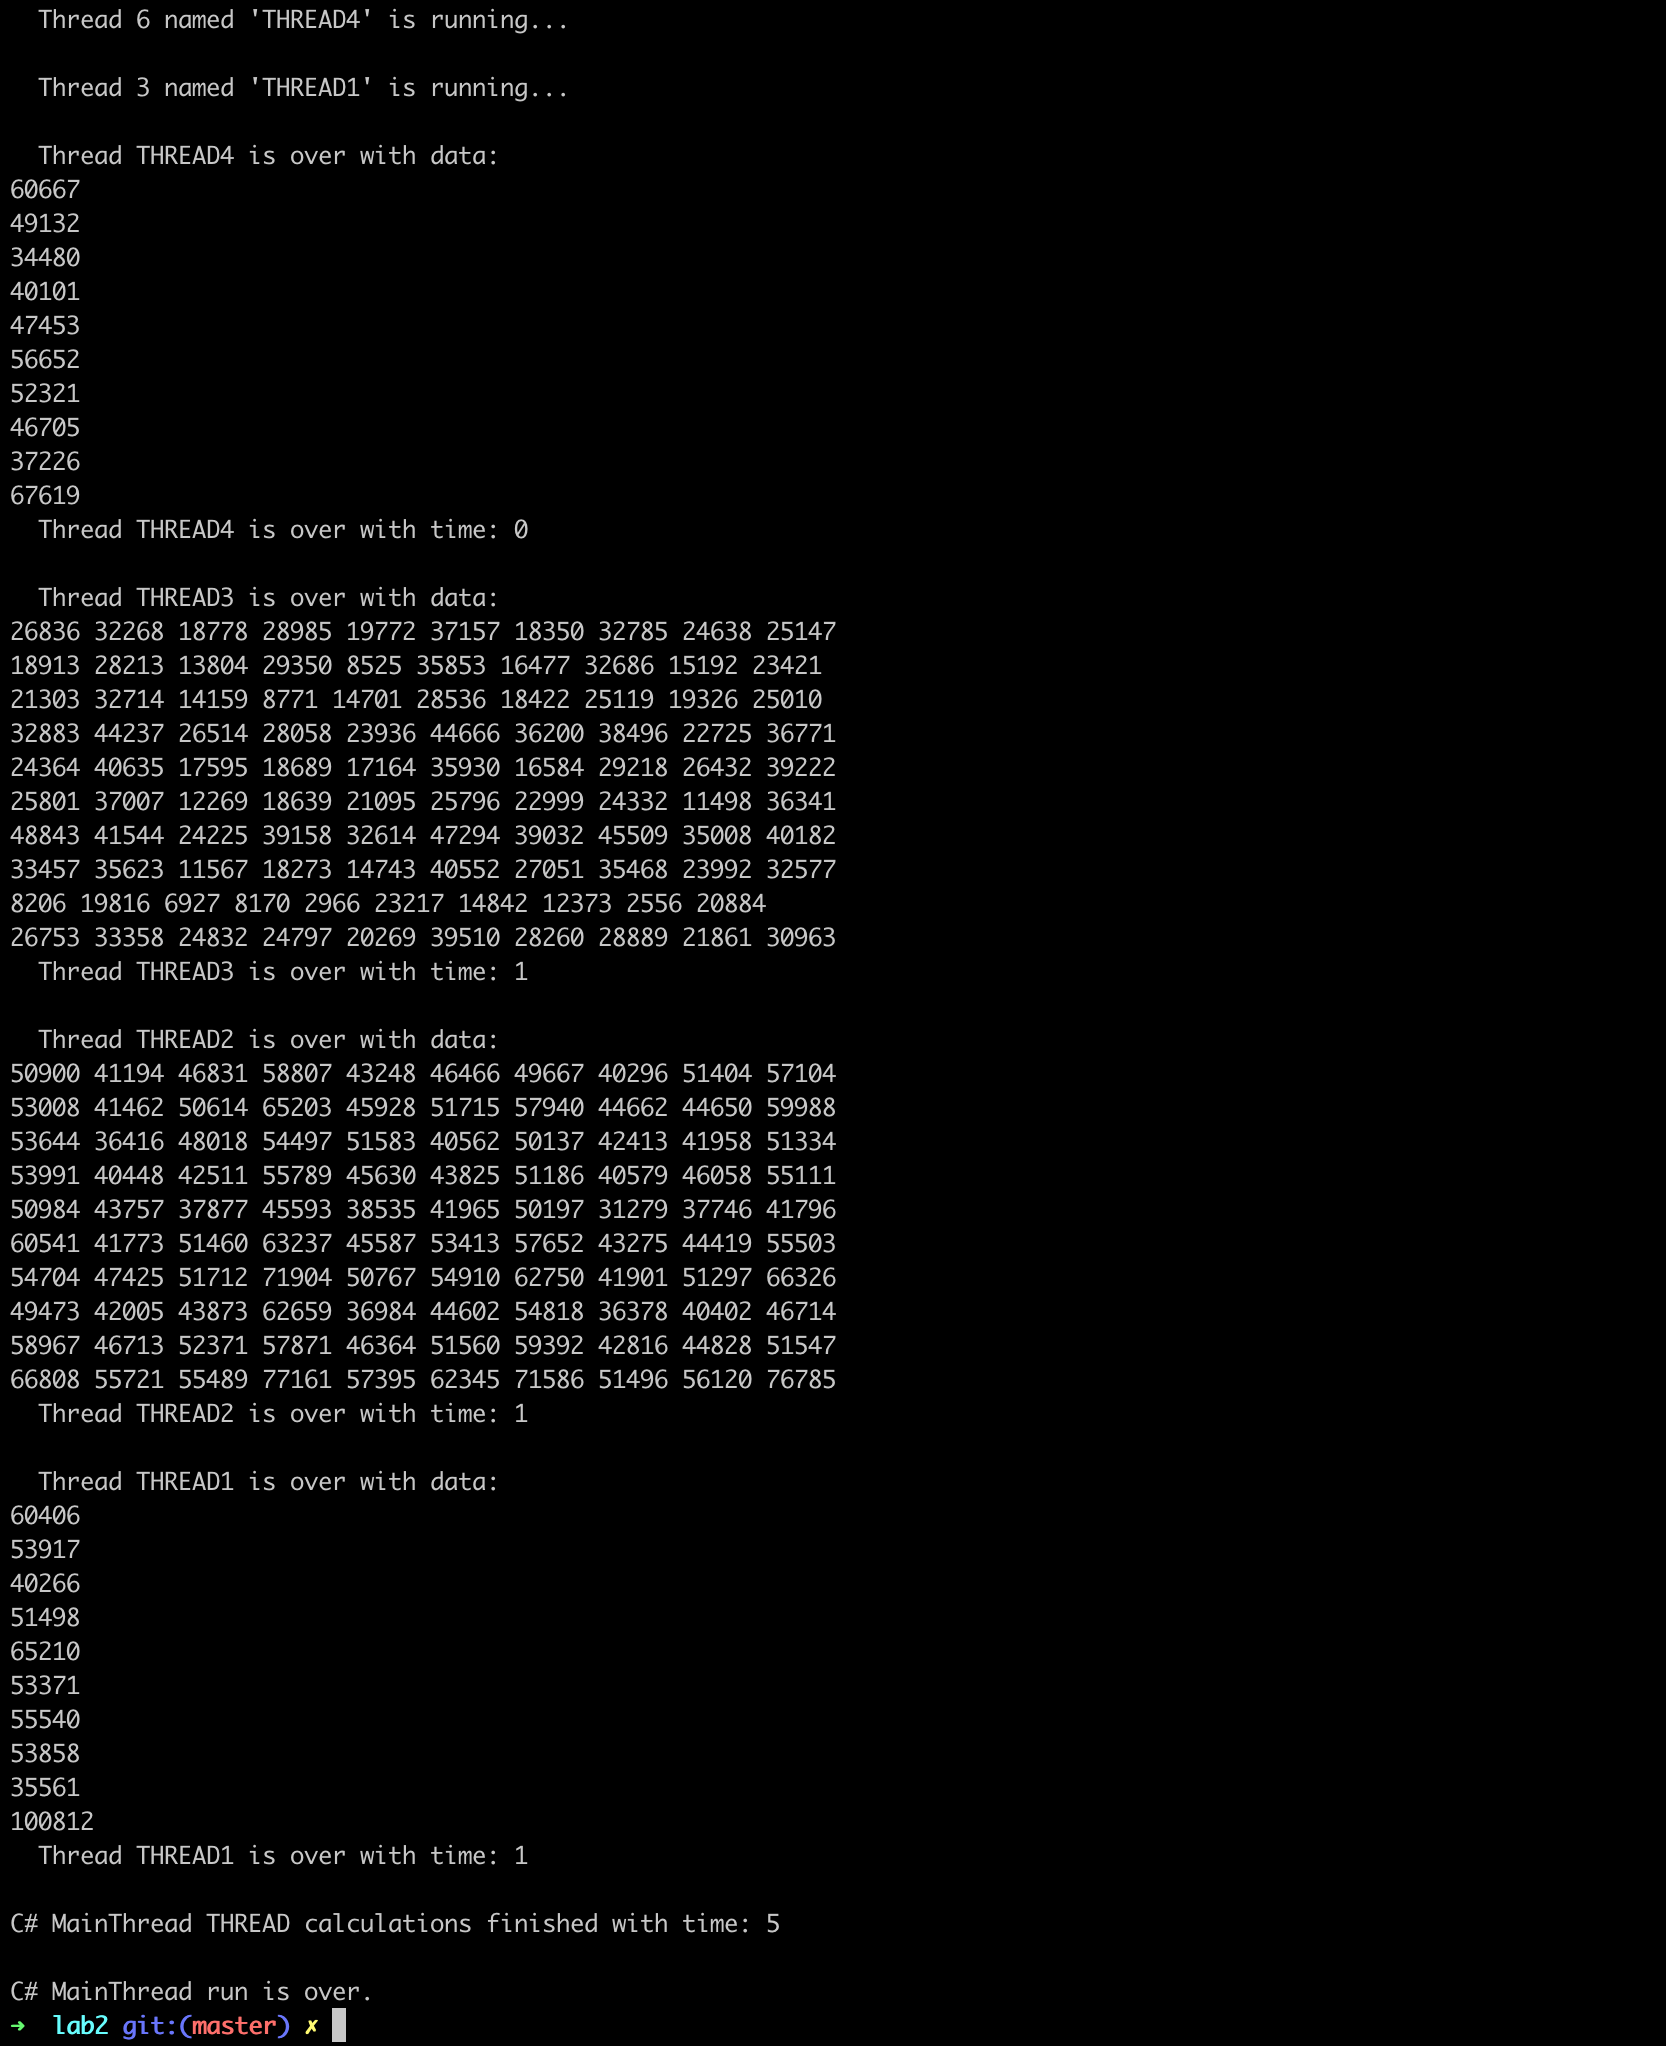 Thread 6 named 'THREAD4' is running...
Thread 3 named 'THREAD1' is running...
Thread THREAD4 is over with data:
60667
49132
34480
40101
47453
56652
52321
46705
37226
67619
Thread THREAD4 is over with time: 0
Thread THREAD3 is over with data:
26836 32268 18778 28985 19772 37157 18350 32785 24638 25147
18913 28213 13804 29350 8525 35853 16477 32686 15192 23421
21303 32714 14159 8771 14701 28536 18422 25119 19326 25010
32883 44237 26514 28058 23936 44666 36200 38496 22725 36771
24364 40635 17595 18689 17164 35930 16584 29218 26432 39222
25801 37007 12269 18639 21095 25796 22999 24332 11498 36341
48843 41544 24225 39158 32614 47294 39032 45509 35008 40182
33457 35623 11567 18273 14743 40552 27051 35468 23992 32577
8206 19816 6927 8170 2966 23217 14842 12373 2556 20884
26753 33358 24832 24797 20269 39510 28260 28889 21861 30963
Thread THREAD3 is over with time: 1
Thread THREAD2 is over with data:
50900 41194 46831 58807 43248 46466 49667 40296 51404 57104
53008 41462 50614 65203 45928 51715 57940 44662 44650 59988
53644 36416 48018 54497 51583 40562 50137 42413 41958 51334
53991 40448 42511 55789 45630 43825 51186 40579 46058 55111
50984 43757 37877 45593 38535 41965 50197 31279 37746 41796
60541 41773 51460 63237 45587 53413 57652 43275 44419 55503
54704 47425 51712 71904 50767 54910 62750 41901 51297 66326
49473 42005 43873 62659 36984 44602 54818 36378 40402 46714
58967 46713 52371 57871 46364 51560 59392 42816 44828 51547
66808 55721 55489 77161 57395 62345 71586 51496 56120 76785
Thread THREAD2 is over with time: 1
Thread THREAD1 is over with data:
60406
53917
40266
51498
65210
53371
55540
53858
35561
100812
Thread THREAD1 is over with time: 1
C# MainThread THREAD calculations finished with time: 5
C# MainThread run is over.
➜ lab2 git:(master) ✗